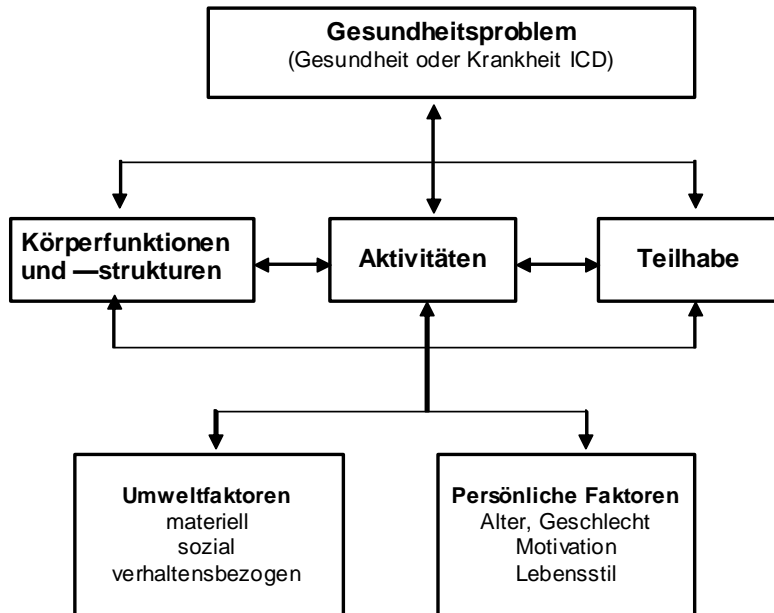 Gesundheitsproblem
(Gesundheit oder Krankheit ICD)
Körperfunktionen
und —strukturen
Aktivitäten
Teilhabe
Umweltfaktoren
materiell
sozial
verhaltensbezogen
Persönliche Faktoren
Alter, Geschlecht
Motivation
Lebensstil